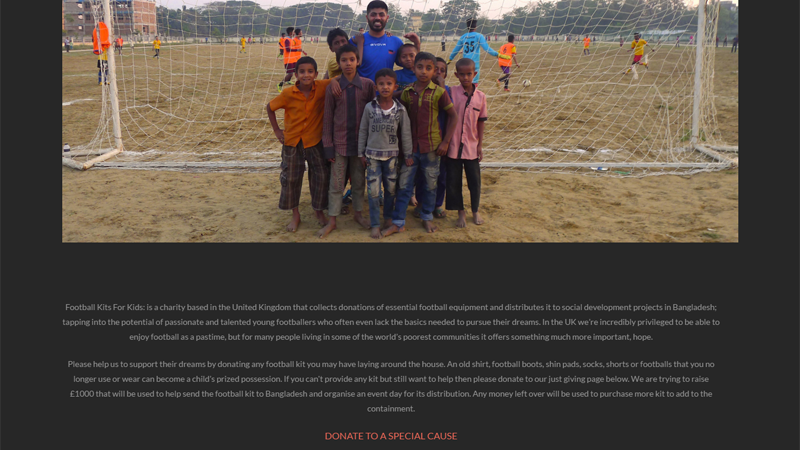 35
SUPER
Football Kits For Kids: is a charity based in the United Kingdom that collects donations of essential football equipment and distributes it to social development projects in Bangladesh;
tapping into the potential of passionate and talented young footballers who often even lack the basics needed to pursue their dreams. In the UK we're incredibly privileged to be able to
enjoy football as a pastime, but for many people living in some of the world's poorest communities it offers something much more important, hope.
Please help us to support their dreams by donating any football kit you may have laying around the house. An old shirt, football boots, shin pads, socks, shorts or footballs that you no
longer use or wear can become a child's prized possession. If you can't provide any kit but still want to help then please donate to our just giving page below. We are trying to raise
£1000 that will be used to help send the football kit to Bangladesh and organise an event day for its distribution. Any money left over will be used to purchase more kit to add to the
containment.
DONATE TO A SPECIAL CAUSE